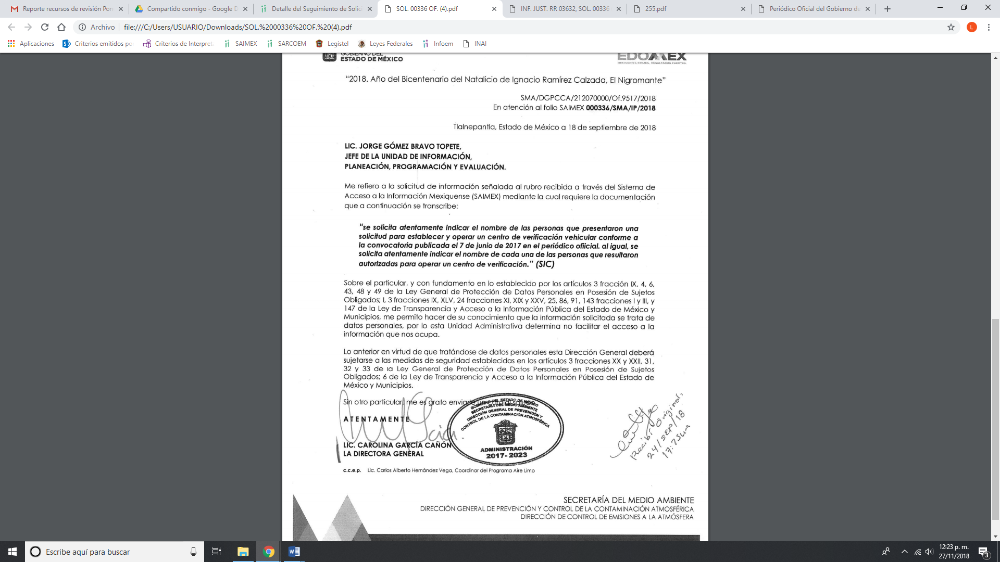 Reporte recursos de revisión Pon
Compartido conmigo - Google D
Detalle del Seguimiento de Solici
SOL. 00336 OF. (4).pdf
INF. JUST. RR 03632, SOL. 00336
255.pdf
Periódico Oficial del Gobierno de
Archivo
file:///C:/Users/USUARIO/Downloads/SOL.%2000336%20OF.%20(4).pdf
L
Aplicaciones
Criterios emitidos po
Criterios de Interpreta
SAIMEX
SARCOEM
Legistel
Leyes Federales
Infoem
INAI
GOBIERNO DEL
ESTADO DE MÉXICO
EDOMÉX
DECISIONES FIRMES, RESULTADOS FUERTES.
“2018. Año del Bicentenario del Natalicio de Ignacio Ramírez Calzada, El Nigromante”
SMA/DGPCCA/212070000/Of.9517/2018
En atención al folio SAIMEX 000336/SMA/IP/2018
Tlalnepantla, Estado de México a 18 de septiembre de 2018
LIC. JORGE GÓMEZ BRAVO TOPETE,
JEFE DE LA UNIDAD DE INFORMACIÓN,
PLANEACIÓN, PROGRAMACIÓN Y EVALUACIÓN.
Me refiero a la solicitud de información señalada al rubro recibida a través del Sistema de
Acceso a la Información Mexiquense (SAIMEX) mediante la cual requiere la documentación
que a continuación se transcribe:
“se solicita atentamente indicar el nombre de las personas que presentaron una
solicitud para establecer y operar un centro de verificación vehicular conforme a
la convocatoria publicada el 7 de junio de 2017 en el periódico ofiicial. al igual, se
solicita atentamente indicar el nombre de cada una de las personas que resultaron
autorizadas para operar un centro de verificación.” (SIC)
Sobre el particular, y con fundamento en lo establecido por los artículos 3 fracción IX, 4, 6,
43, 48 y 49 de la Ley General de Protección de Datos Personales en Posesión de Sujetos
Obligados; I, 3 fracciones IX, XLV, 24 fracciones XI, XIX y XXV, 25, 86, 91, 143 fracciones I y III, y
147 de la Ley de Transparencia y Acceso a la Información Pública del Estado de México y
Municipios, me permito hacer de su conocimiento que la información solicitada se trata de
datos personales, por lo esta Unidad Administrativa determina no facilitar el acceso a la
información que nos ocupa.
Lo anterior en virtud de que tratándose de datos personales esta Dirección General deberá
sujetarse a las medidas de seguridad establecidas en los artículos 3 fracciones XX y XXII, 31,
32 y 33 de la Ley General de Protección de Datos Personales en Posesión de Sujetos
Obligados; 6 de la Ley de Transparencia y Acceso a la Información Pública del Estado de
México y Municipios.
Sin otro particular, me es grato enviarle un cordial saludo
ATENTAMENTE
LIC. CAROLINA GARCÍA CAÑÓN
LA DIRECTORA GENERAL
GOBIERNO DEL ESTADO DE MÉXICO
SECRETARÍA DEL MEDIO AMBIENTE
DIRECCIÓN GENERAL DE PREVENCIÓN Y
CONTROL DE LA CONTAMINACIÓN ATMOSFÉRICA
ADMINISTRACIÓN
2017-2023
Recibí Original:
24/sep/18
c.c.e.p. Lic. Carlos Alberto Hernández Vega, Coordinar del Programa Aire Limp
SECRETARÍA DEL MEDIO AMBIENTE
DIRECCIÓN GENERAL DE PREVENCIÓN Y CONTROL DE LA CONTAMINACIÓN ATMOSFÉRICA
DIRECCIÓN DE CONTROL DE EMISIONES A LA ATMÓSFERA
Escribe aquí para buscar
12:23 p. m.
27/11/2018
3